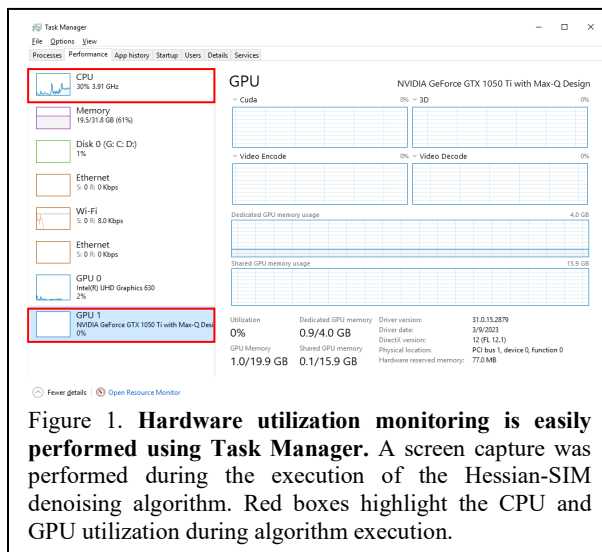 Task Manager
File Options View
Processes Performance App history Startup Users Details Services
CPU
30% 3.91 GHz
Memory
19.5/31.8 GB (61%)
Disk 0 (G: C: D:)
1%
Ethernet
S: 0 R: 0 Kbps
Wi-Fi
S: 0 R: 8.0 Kbps
Ethernet
S: 0 R: 0 Kbps
GPU 0
Intel(R) UHD Graphics 630
2%
GPU 1
NVIDIA GeForce GTX 1050 Ti with Max-Q Desi
0%
GPU NVIDIA GeForce GTX 1050 Ti with Max-Q Design
Cuda 0% 3D 0%
Video Encode 0% Video Decode 0%
Dedicated GPU memory usage 4.0 GB
Shared GPU memory usage 15.9 GB
Utilization Dedicated GPU memory Driver version: 31.0.15.2879
0% 0.9/4.0 GB Driver date: 3/9/2023
DirectX version: 12 (FL 12.1)
GPU Memory Shared GPU memory Physical location: PCI bus 1, device 0, function 0
1.0/19.9 GB 0.1/15.9 GB Hardware reserved memory: 77.0 MB
Fewer details Open Resource Monitor
Figure 1. Hardware utilization monitoring is easily
performed using Task Manager. A screen capture was
performed during the execution of the Hessian-SIM
denoising algorithm. Red boxes highlight the CPU and
GPU utilization during algorithm execution.